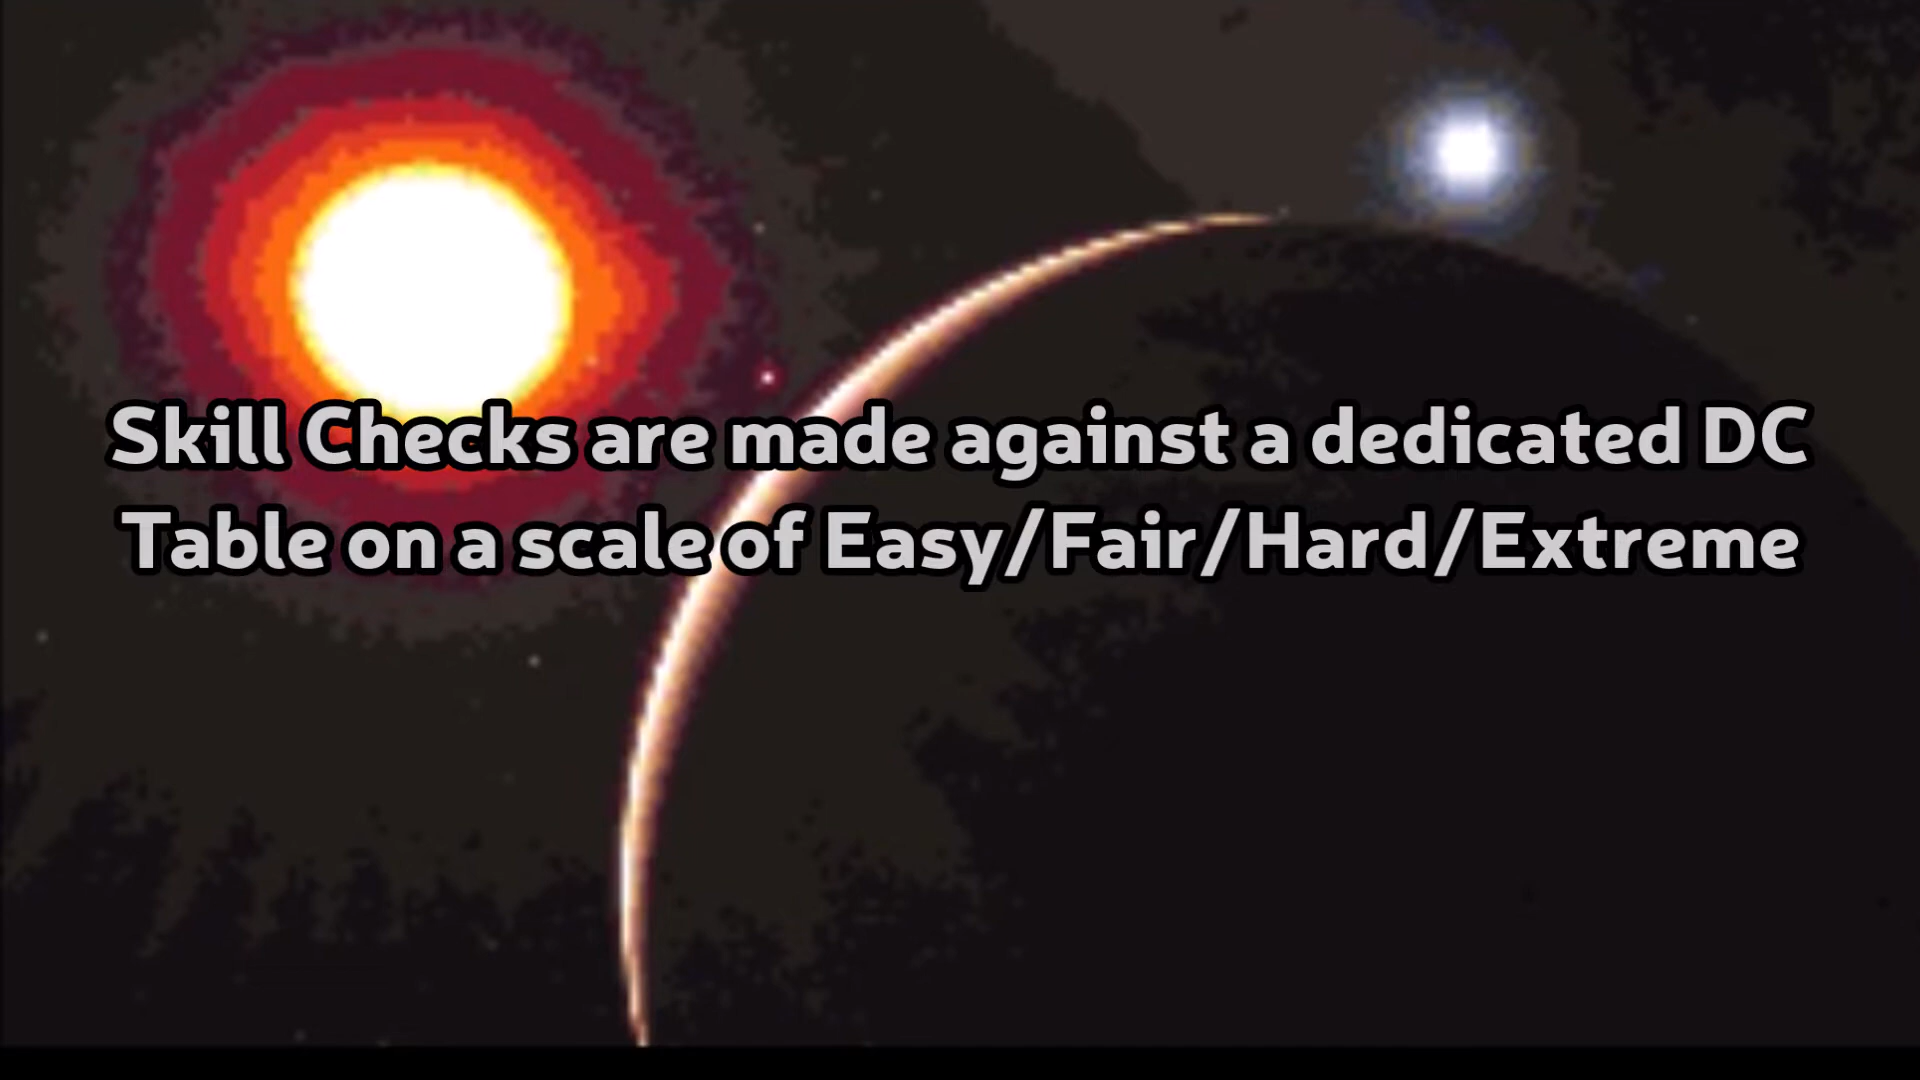 Skill Checks are made against a dedicated DC
Table on a scale of Easy/Fair/Hard/Extreme